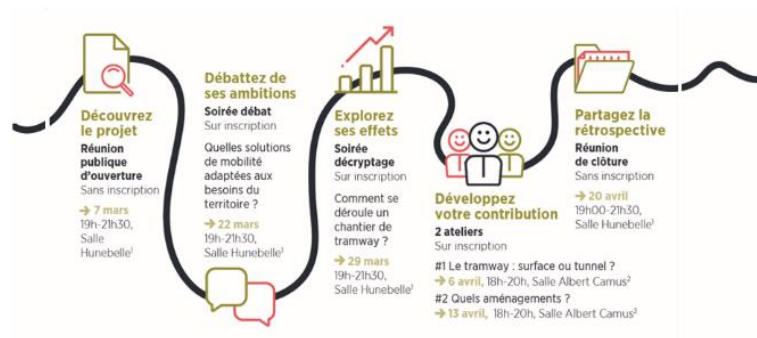 Découvrez
le projet
Réunion
publique
d'ouverture
Sans inscription
→ 7 mars
19h-21h30,
Salle
Hunebelle¹
Débattez de
ses ambitions
Soirée débat
Sur inscription
Quelles solutions
de mobilité
adaptées aux
besoins du
territoire ?
→ 22 mars
19h-21h30,
Salle Hunebelle¹
Explorez
ses effets
Soirée
décryptage
Sur inscription
Comment se
déroule un
chantier de
tramway ?
→ 29 mars
19h-21h30,
Salle Hunebelle¹
Développez
votre contribution
2 ateliers
Sur inscription
#1 Le tramway : surface ou tunnel ?
→ 6 avril, 18h-20h, Salle Albert Camus²
#2 Quels aménagements ?
→ 13 avril, 18h-20h, Salle Albert Camus³
Partagez la
rétrospective
Réunion
de clôture
Sans inscription
→ 20 avril
19h00-21h30,
Salle Hunebelle¹